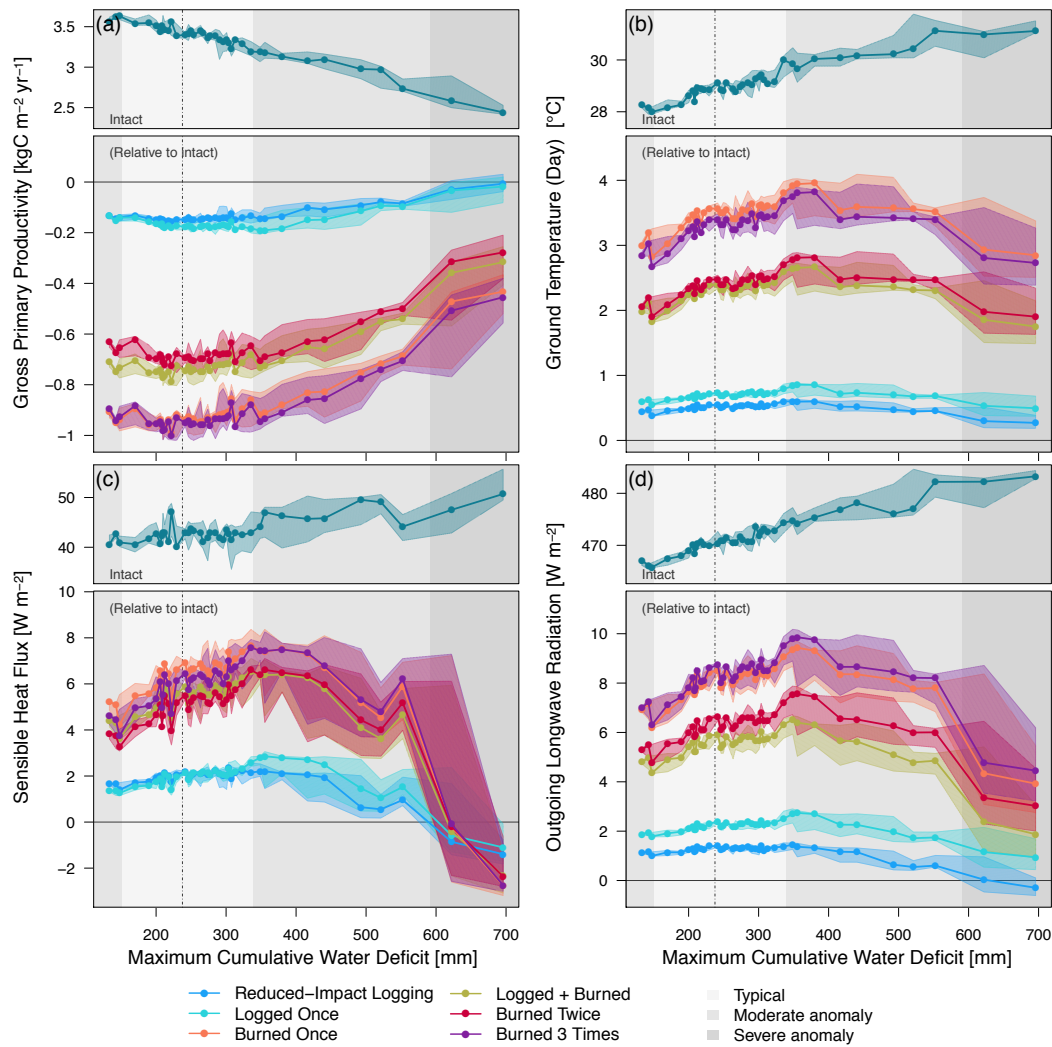 (a)
3.5
3
2.5
Intact
(Relative to Intact)
0
−0.2
−0.4
−0.6
−0.8
−1
Gross Primary Productivity [kgC m−2 yr−1]
(b)
30
28
Intact
(Relative to Intact)
4
3
2
1
0
Ground Temperature (Day) [°C]
(c)
50
40
Intact
(Relative to Intact)
10
8
6
4
2
0
−2
Sensible Heat Flux [W m−2]
200 300 400 500 600 700
Maximum Cumulative Water Deficit [mm]
(d)
480
470
Intact
(Relative to Intact)
10
8
6
4
2
0
Outgoing Longwave Radiation [W m−2]
200 300 400 500 600 700
Maximum Cumulative Water Deficit [mm]
Reduced−Impact Logging
Logged Once
Burned Once
Logged + Burned
Burned Twice
Burned 3 Times
Typical
Moderate anomaly
Severe anomaly